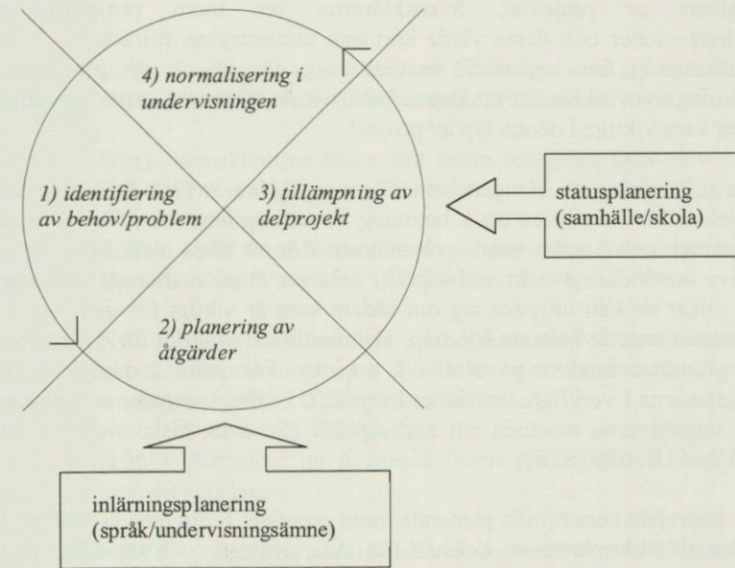 4) normalisering i
undervisningen
1) identifiering
av behov/problem
3) tillämpning av
delprojekt
2) planering av
åtgärder
statusplanering
(samhälle/skola)
inlärningsplanering
(språk/undervisningsämne)